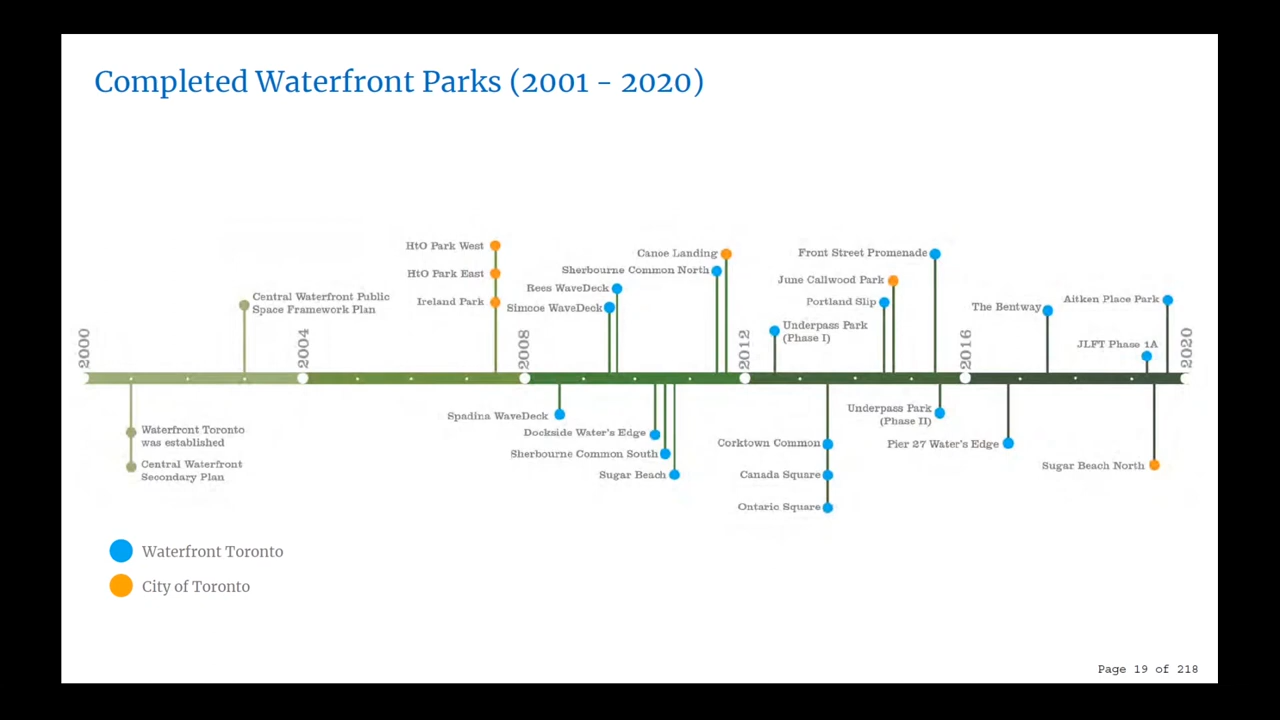 Completed Waterfront Parks (2001 - 2020)
HtO Park West
HtO Park East
Ireland Park
Central Waterfront Public
Space Framework Plan
Canoe Landing
Sherbourne Common North
Rees WaveDeck
Simcoe WaveDeck
Front Street Promenade
June Callwood Park
Portland Slip
Underpass Park
(Phase I)
The Bentway
Aitken Place Park
JLFT Phase 1A
2000
2004
2008
2012
2016
2020
Waterfront Toronto
was established
Central Waterfront
Secondary Plan
Spadina WaveDeck
Dockside Water's Edge
Sherbourne Common South
Sugar Beach
Corktown Common
Canada Square
Ontario Square
Underpass Park
(Phase II)
Pier 27 Water's Edge
Sugar Beach North
Waterfront Toronto
City of Toronto
Page 19 of 218